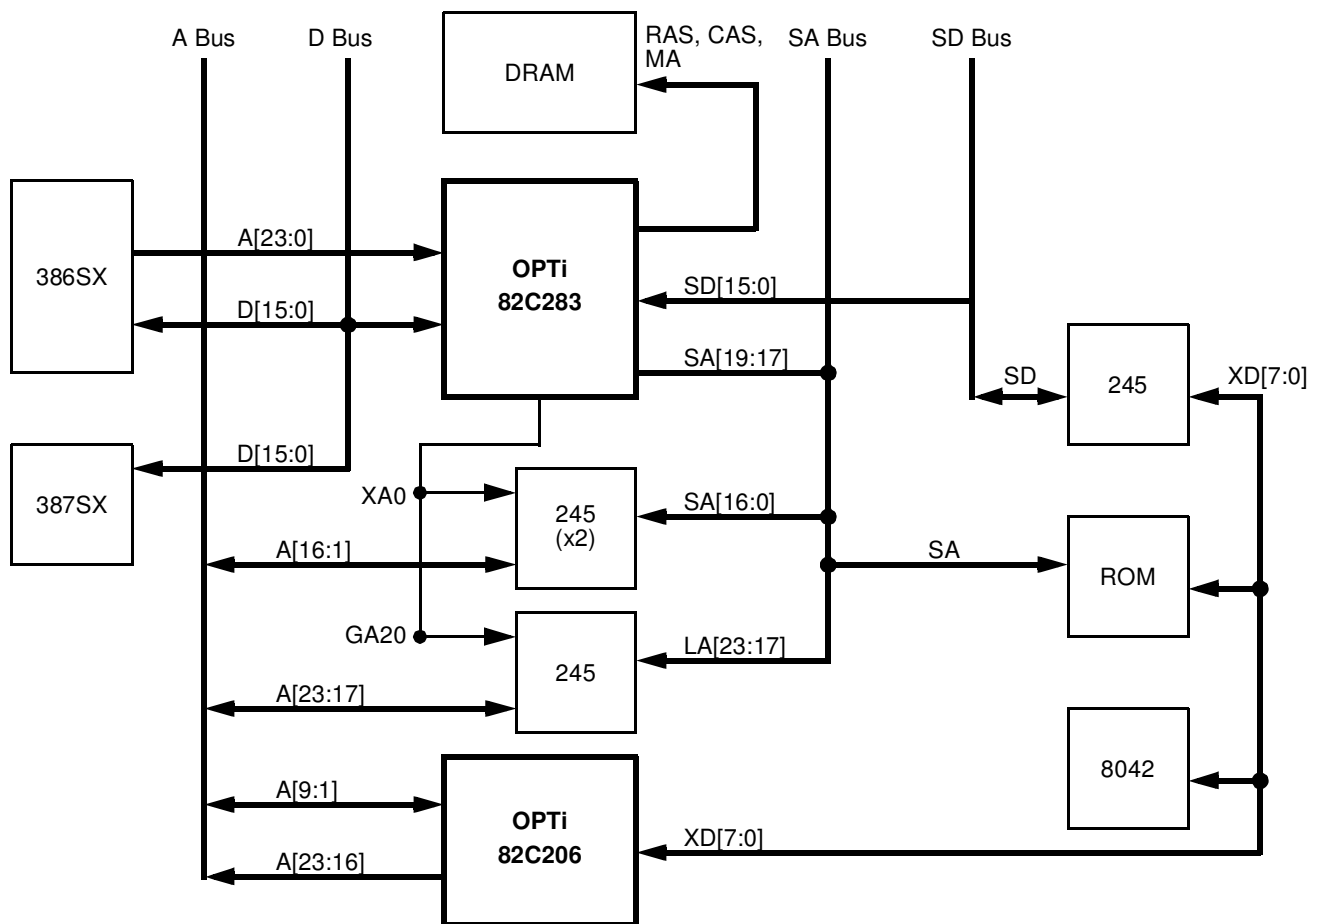 A Bus
D Bus
RAS, CAS,
MA
SA Bus
SD Bus
DRAM
A[23:0]
386SX
OPTi
82C283
D[15:0]
SD[15:0]
SA[19:17]
SD
245
XD[7:0]
D[15:0]
387SX
XA0
245
(x2)
SA[16:0]
A[16:1]
SA
ROM
GA20
245
LA[23:17]
A[23:17]
8042
A[9:1]
OPTi
82C206
XD[7:0]
A[23:16]